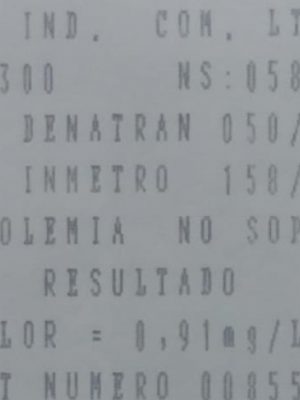 IND. COM. LT
300 NS:058
DENATRAN 050/
INMETRO 158/
OLEMIA NO SOP
RESULTADO
LOR = 0,91mg/L
T NUMERO 00855